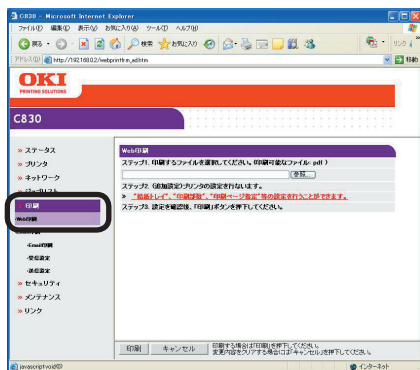 C830 - Microsoft Internet Explorer
ファイル(F) 編集(E) 表示(V) お気に入り(A) ツール(T) ヘルプ(H)
戻る 検索 お気に入り
アドレス(D) http://192.168.0.2/webprintfrm_ed.htm 移動
OKI
PRINTING SOLUTIONS
C830
» ステータス
» プリンタ
» ネットワーク
» ジョブリスト
» 印刷
-Web印刷
-Email印刷
-受信設定
-送信設定
» セキュリティ
» メンテナンス
» リンク
Web印刷
ステップ1. 印刷するファイルを選択してください。(印刷可能なファイル: pdf )
参照...
ステップ2. (追加設定)プリンタの設定を行ないます。
» "給紙トレイ"、"印刷部数"、"印刷ページ指定"等の設定を行うことができます。
ステップ3. 設定を確認後、「印刷」ボタンを押下してください。
印刷 キャンセル
印刷する場合は「印刷」を押下してください。
変更内容をクリアする場合には「キャンセル」を押下してください。
javascript:void(0) インターネット